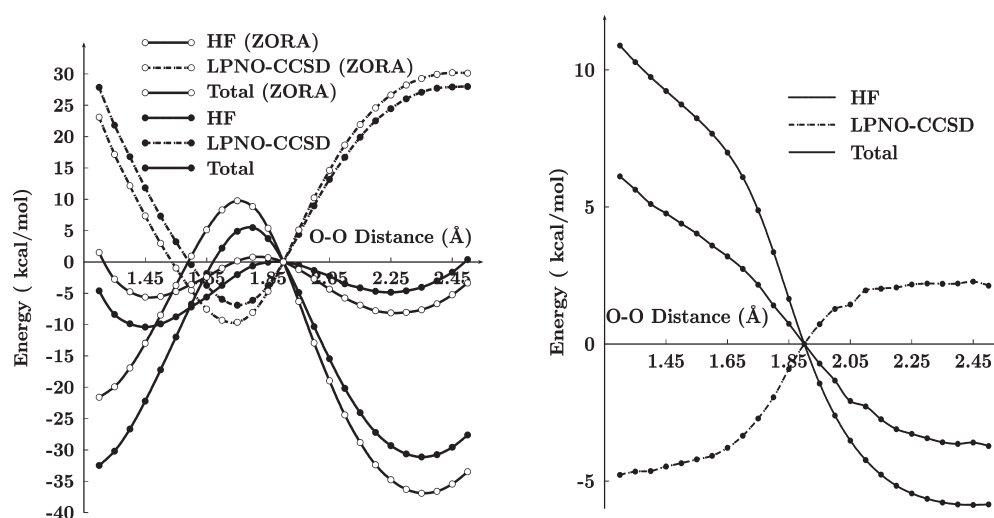 HF (ZORA)
LPNO-CCSD (ZORA)
Total (ZORA)
HF
LPNO-CCSD
Total
Energy ( kcal/mol)
30
25
20
15
10
5
0
-5
-10
-15
-20
-25
-30
-35
-40
O-O Distance (Å)
1.45 1.65 1.85 2.05 2.25 2.45
HF
LPNO-CCSD
Total
Energy ( kcal/mol)
10
5
0
-5
O-O Distance (Å)
1.45 1.65 1.85 2.05 2.25 2.45